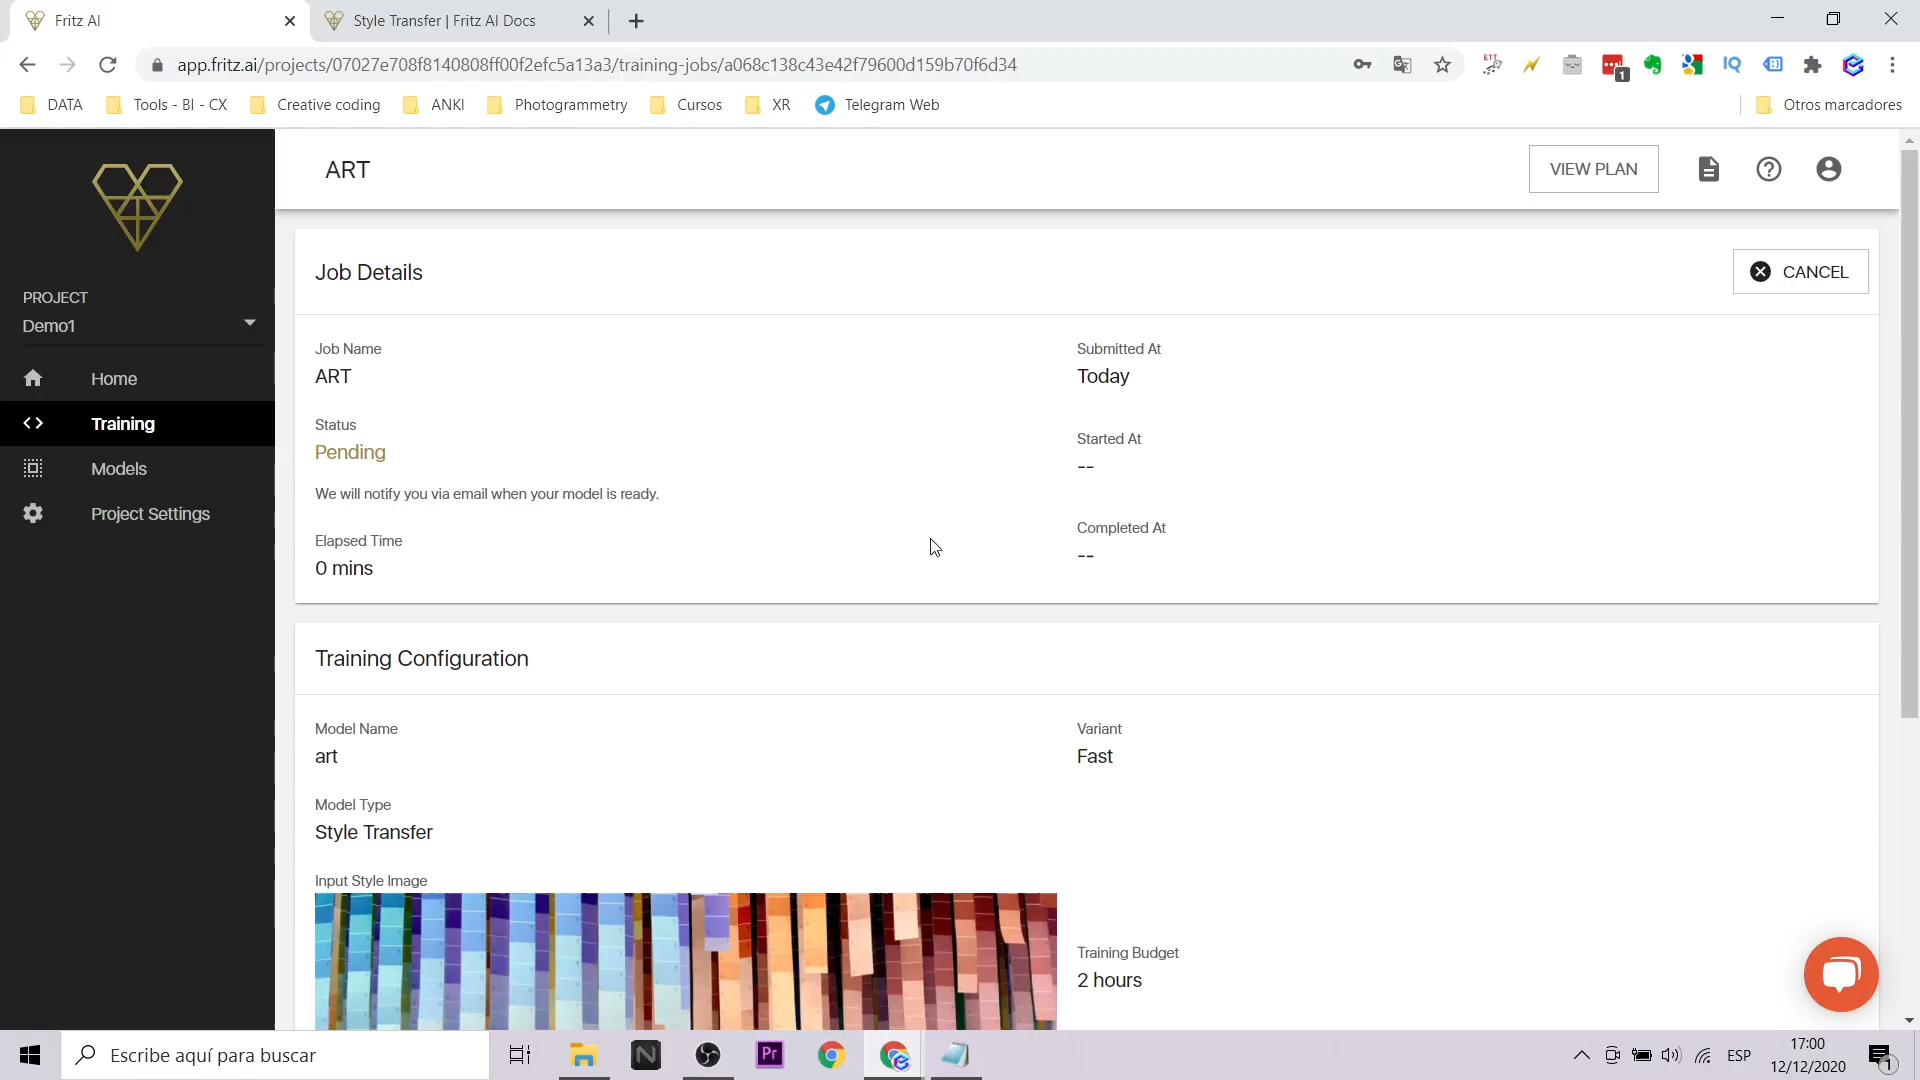 Fritz AI
Style Transfer | Fritz AI Docs
app.fritz.ai/projects/07027e708f8140808ff00f2efc5a13a3/training-jobs/a068c138c43e42f79600d159b70f6d34
DATA
Tools - BI - CX
Creative coding
ANKI
Photogrammetry
Cursos
XR
Telegram Web
Otros marcadores
ART
VIEW PLAN
PROJECT
Demo1
Home
Training
Models
Project Settings
Job Details
CANCEL
Job Name
ART
Submitted At
Today
Status
Pending
We will notify you via email when your model is ready.
Started At
--
Elapsed Time
0 mins
Completed At
--
Training Configuration
Model Name
art
Variant
Fast
Model Type
Style Transfer
Input Style Image
Training Budget
2 hours
Escribe aquí para buscar
Pr
ESP
17:00
12/12/2020
1